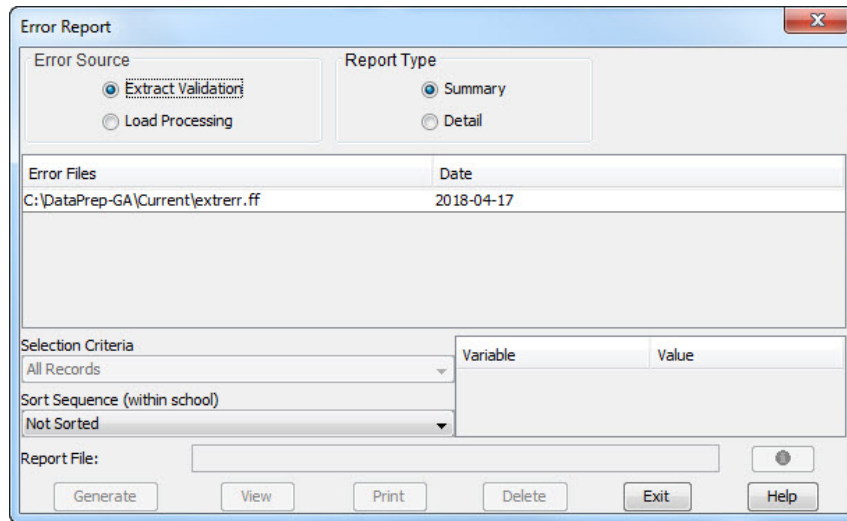 Error Report
Error Source
Report Type
Extract Validation
Summary
Load Processing
Detail
Error Files Date
C:\DataPrep-GA\Current\extrerr.ff 2018-04-17
Selection Criteria
All Records
Variable Value
Sort Sequence (within school)
Not Sorted
Report File:
Generate View Print Delete Exit Help